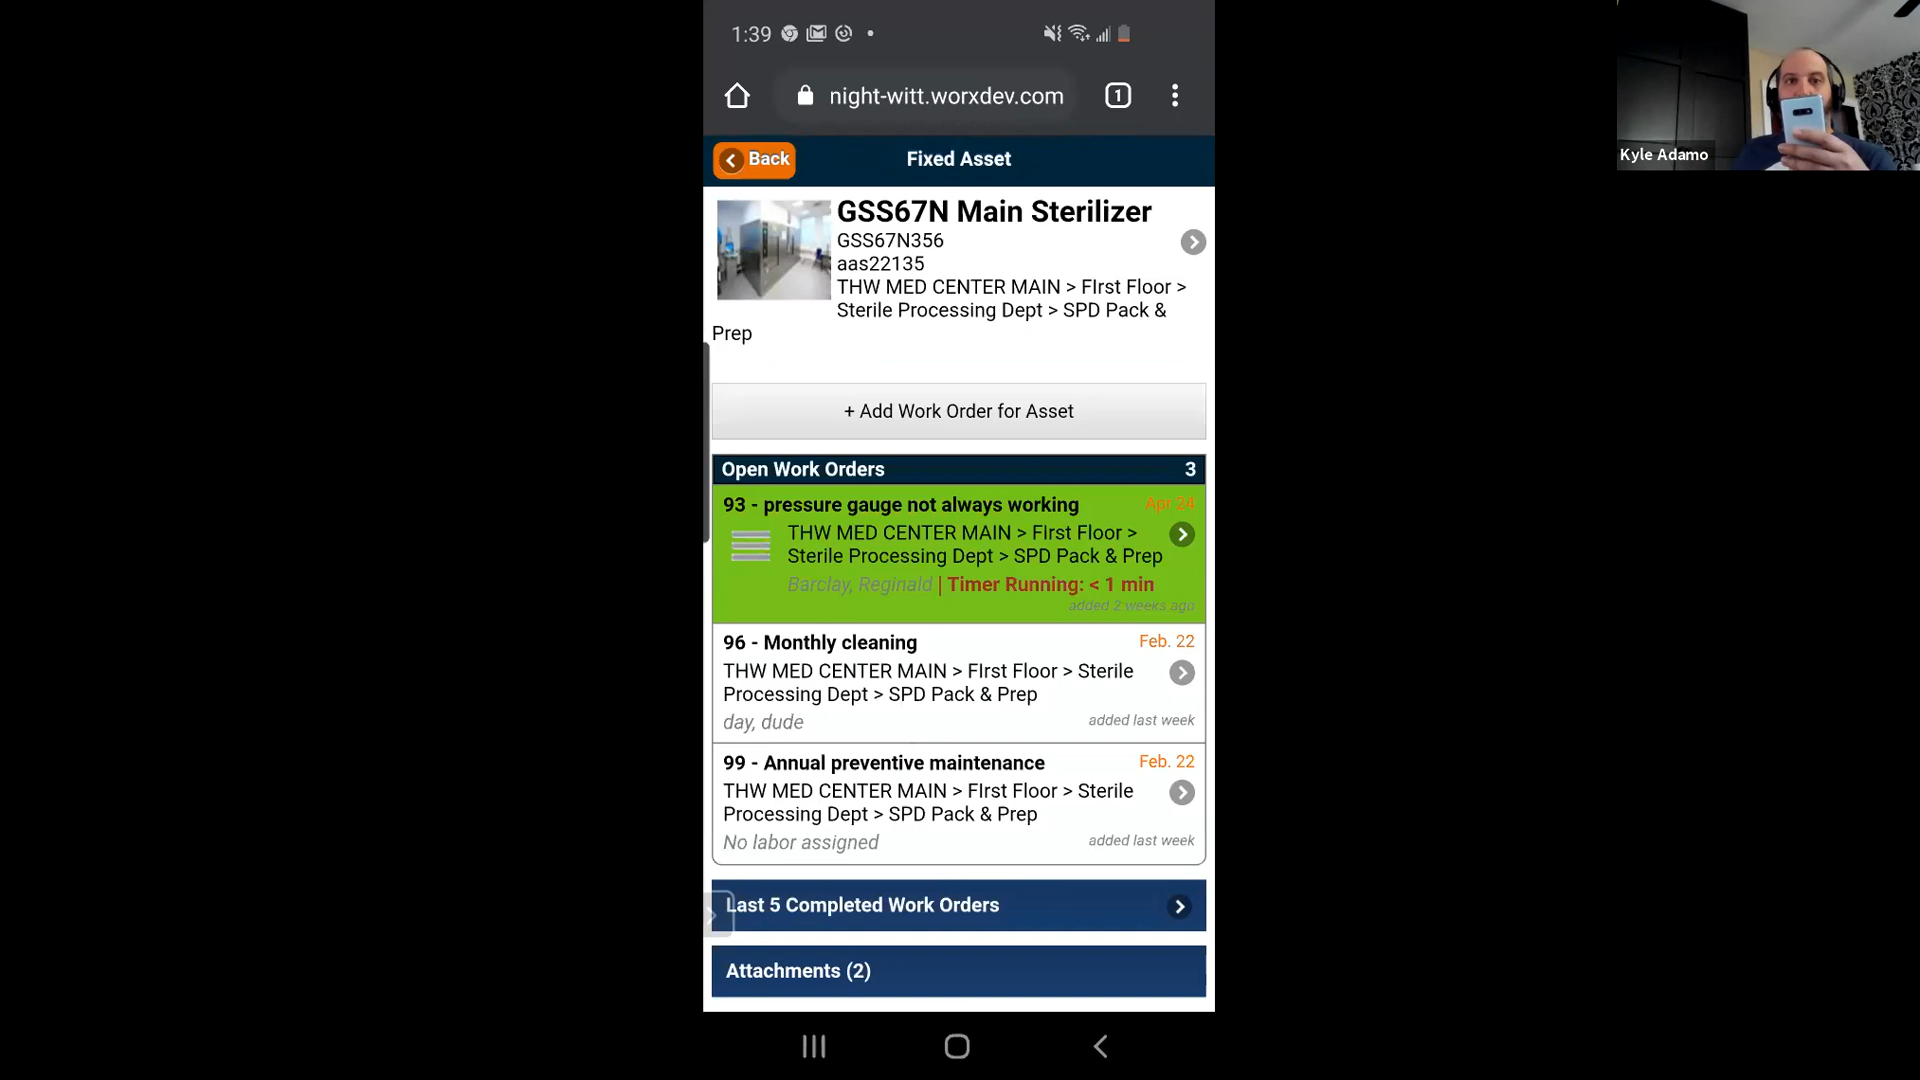 1:39
night-witt.worxdev.com
1
Back
Fixed Asset
GSS67N Main Sterilizer
GSS67N356
aas22135
THW MED CENTER MAIN > FIrst Floor >
Sterile Processing Dept > SPD Pack &
Prep
+ Add Work Order for Asset
Open Work Orders 3
93 - pressure gauge not always working Apr 24
THW MED CENTER MAIN > FIrst Floor >
Sterile Processing Dept > SPD Pack & Prep
Barclay, Reginald | Timer Running: < 1 min
added 2 weeks ago
96 - Monthly cleaning Feb. 22
THW MED CENTER MAIN > FIrst Floor > Sterile
Processing Dept > SPD Pack & Prep
day, dude added last week
99 - Annual preventive maintenance Feb. 22
THW MED CENTER MAIN > FIrst Floor > Sterile
Processing Dept > SPD Pack & Prep
No labor assigned added last week
Last 5 Completed Work Orders
Attachments (2)
Kyle Adamo